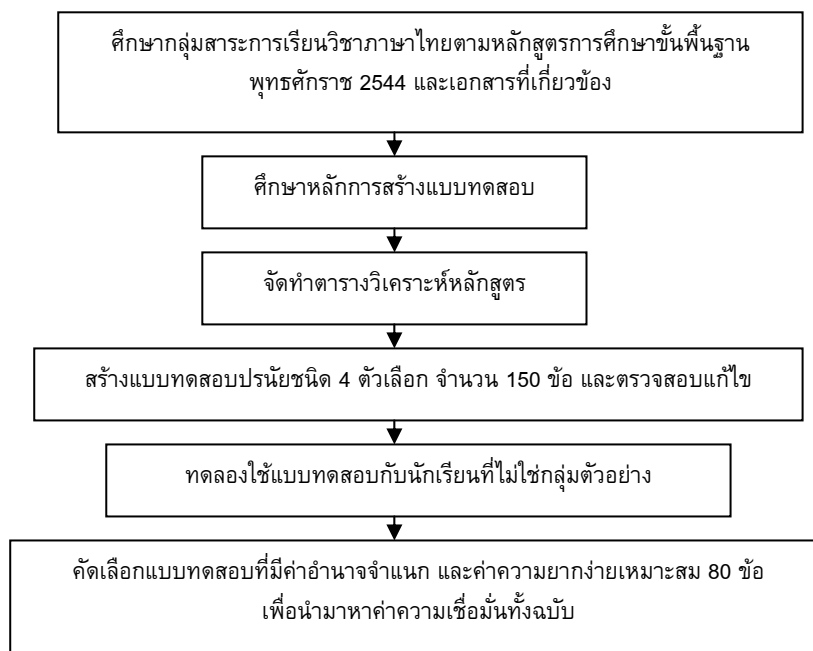 ศึกษากลุ่มสาระการเรียนวิชาภาษาไทยตามหลักสูตรการศึกษาขั้นพื้นฐาน
พุทธศักราช 2544 และเอกสารที่เกี่ยวข้อง
ศึกษาหลักการสร้างแบบทดสอบ
จัดทำตารางวิเคราะห์หลักสูตร
สร้างแบบทดสอบปรนัยชนิด 4 ตัวเลือก จำนวน 150 ข้อ และตรวจสอบแก้ไข
ทดลองใช้แบบทดสอบกับนักเรียนที่ไม่ใช่กลุ่มตัวอย่าง
คัดเลือกแบบทดสอบที่มีค่าอำนาจจำแนก และค่าความยากง่ายเหมาะสม 80 ข้อ
เพื่อนำมาหาค่าความเชื่อมั่นทั้งฉบับ